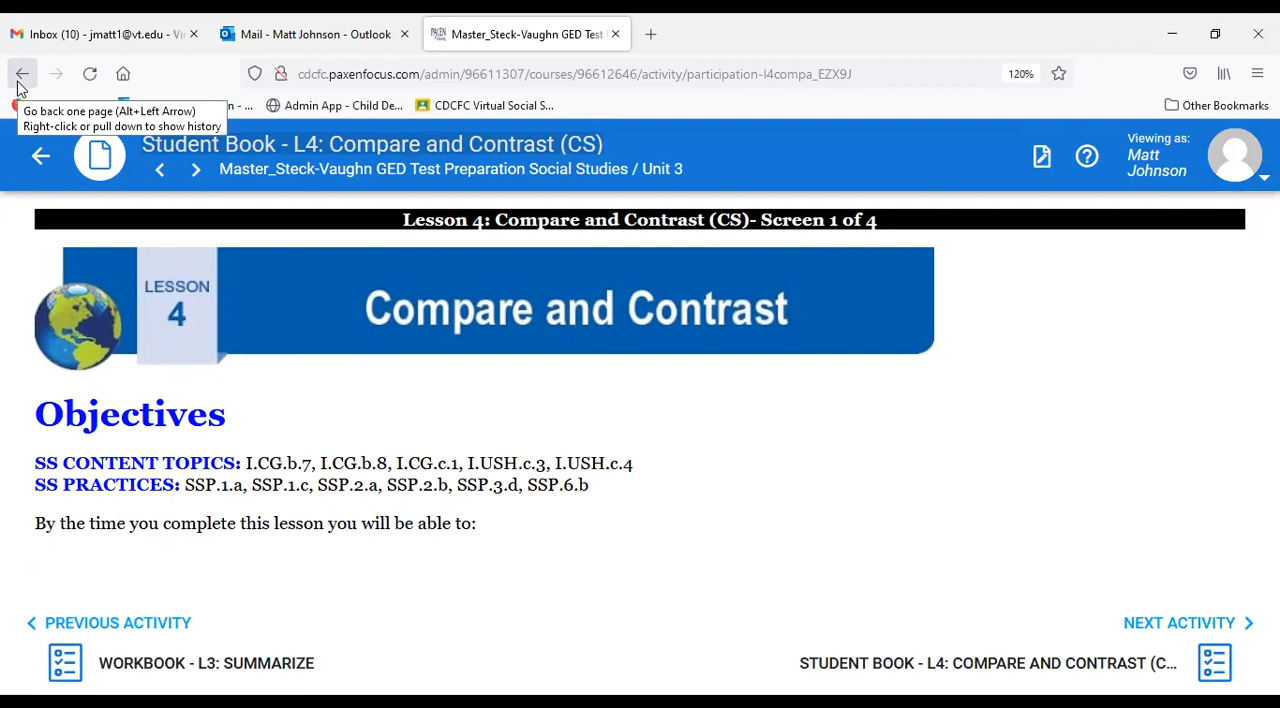 Inbox (10) - jmatt1@vt.edu - Vi
Mail - Matt Johnson - Outlook
PAXEN
Master_Steck-Vaughn GED Test
cdcfc.paxenfocus.com/admin/96611307/courses/96612646/activity/participation-l4compa_EZX9J
120%
Go back one page (Alt+Left Arrow)
Right-click or pull down to show history
n - ...
Admin App - Child De...
CDCFC Virtual Social S...
Other Bookmarks
Student Book - L4: Compare and Contrast (CS)
Master_Steck-Vaughn GED Test Preparation Social Studies / Unit 3
Viewing as:
Matt
Johnson
Lesson 4: Compare and Contrast (CS)- Screen 1 of 4
LESSON
4
Compare and Contrast
Objectives
SS CONTENT TOPICS: I.CG.b.7, I.CG.b.8, I.CG.c.1, I.USH.c.3, I.USH.c.4
SS PRACTICES: SSP.1.a, SSP.1.c, SSP.2.a, SSP.2.b, SSP.3.d, SSP.6.b
By the time you complete this lesson you will be able to:
PREVIOUS ACTIVITY
NEXT ACTIVITY
WORKBOOK - L3: SUMMARIZE
STUDENT BOOK - L4: COMPARE AND CONTRAST (C...